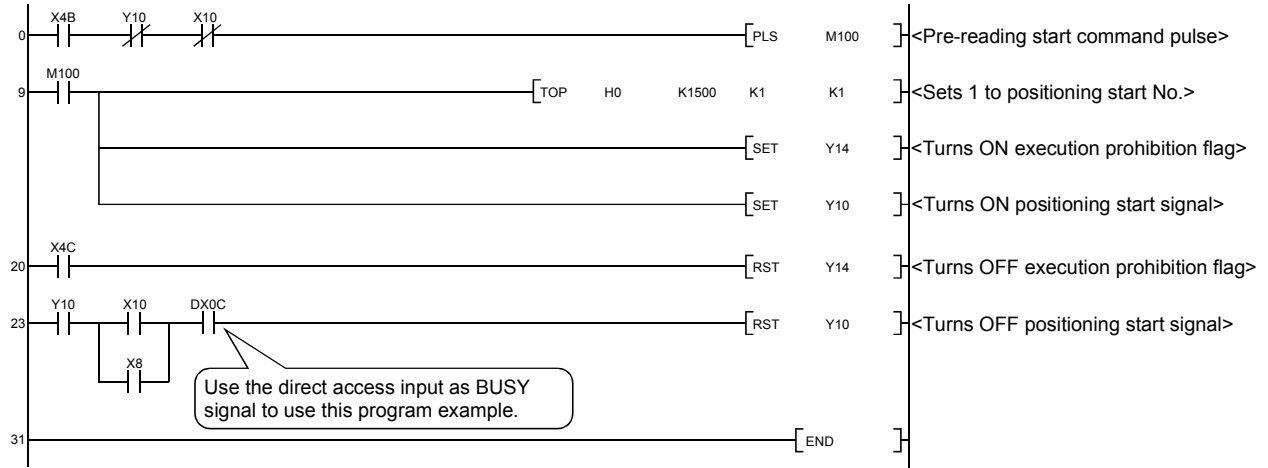 X4B Y10 X10
0 PLS M100 <Pre-reading start command pulse>
M100
9 TOP H0 K1500 K1 K1 <Sets 1 to positioning start No.>
SET Y14 <Turns ON execution prohibition flag>
SET Y10 <Turns ON positioning start signal>
X4C
20 RST Y14 <Turns OFF execution prohibition flag>
Y10 X10 DX0C
23 RST Y10 <Turns OFF positioning start signal>
X8
Use the direct access input as BUSY
signal to use this program example.
31 END